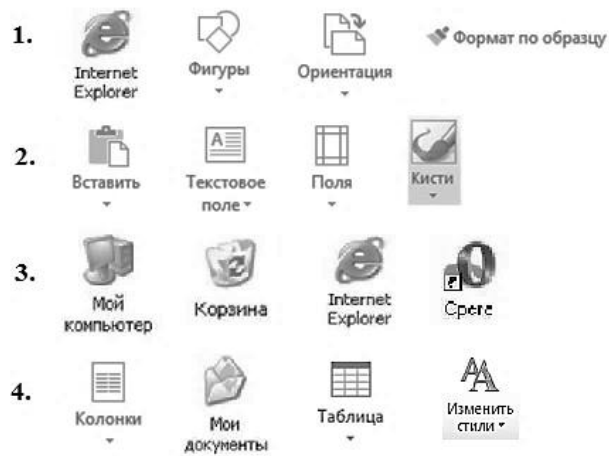 1. Internet Explorer Фигуры Ориентация Формат по образцу
2. Вставить Текстовое поле Поля Кисти
3. Мой компьютер Корзина Internet Explorer Opera
4. Колонки Мои документы Таблица Изменить стили